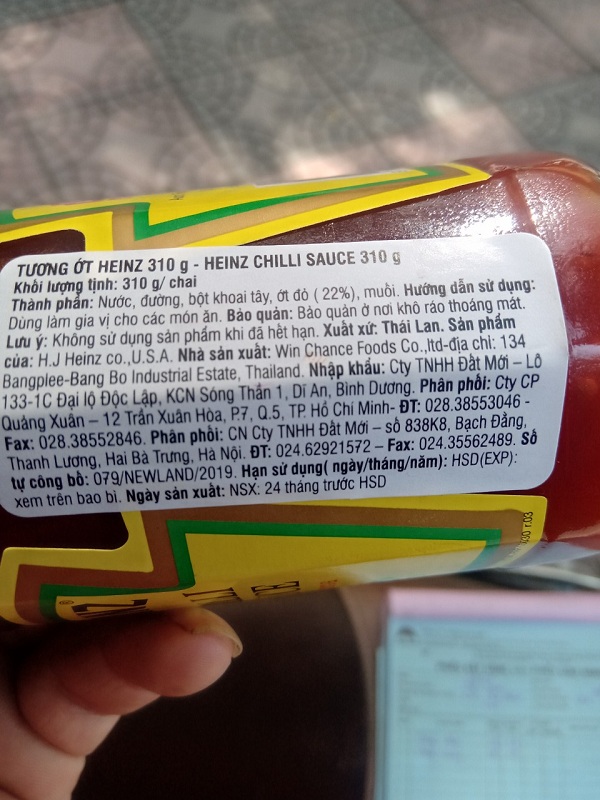 TƯƠNG ỚT HEINZ 310 g - HEINZ CHILLI SAUCE 310 g
Khối lượng tịnh: 310 g/ chai
Thành phần: Nước, đường, bột khoai tây, ớt đỏ ( 22%), muối. Hướng dẫn sử dụng:
Dùng làm gia vị cho các món ăn. Bảo quản: Bảo quản ở nơi khô ráo thoáng mát.
Lưu ý: Không sử dụng sản phẩm khi đã hết hạn. Xuất xứ: Thái Lan. Sản phẩm
của: H.J Heinz co.,U.S.A. Nhà sản xuất: Win Chance Foods Co.,ltd-địa chỉ: 134
Bangplee-Bang Bo Industrial Estate, Thailand. Nhập khẩu: Cty TNHH Đất Mới – Lô
133-1C Đại lộ Độc Lập, KCN Sóng Thần 1, Dĩ An, Bình Dương. Phân phối: Cty CP
Quảng Xuân – 12 Trần Xuân Hòa, P.7, Q.5, TP. Hồ Chí Minh- ĐT: 028.38553046 -
Fax: 028.38552846. Phân phối: CN Cty TNHH Đất Mới – số 838K8, Bạch Đằng,
Thanh Lương, Hai Bà Trưng, Hà Nội. ĐT: 024.62921572 – Fax: 024.35562489. Số
tự công bố: 079/NEWLAND/2019. Hạn sử dụng( ngày/tháng/năm): HSD(EXP):
xem trên bao bì. Ngày sản xuất: NSX: 24 tháng trước HSD